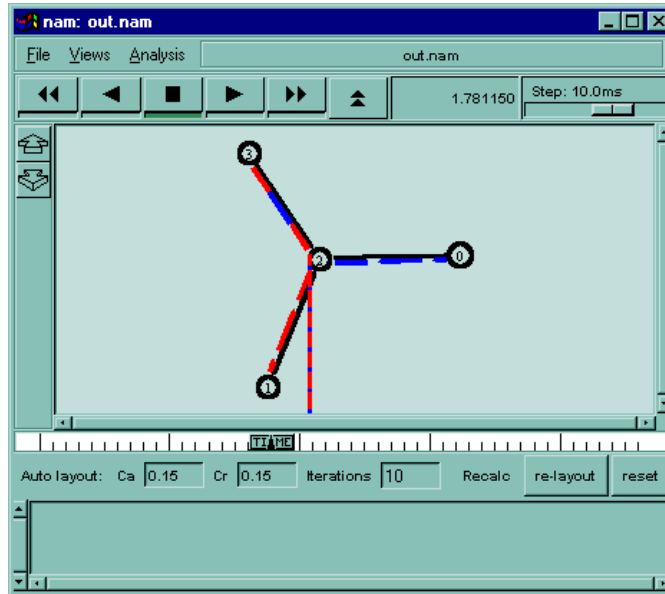 nam: out.nam
File Views Analysis out.nam
1.781150 Step: 10.0ms
3
2
0
1
TIME
Auto layout: Ca 0.15 Cr 0.15 Iterations 10 Recalc re-layout reset